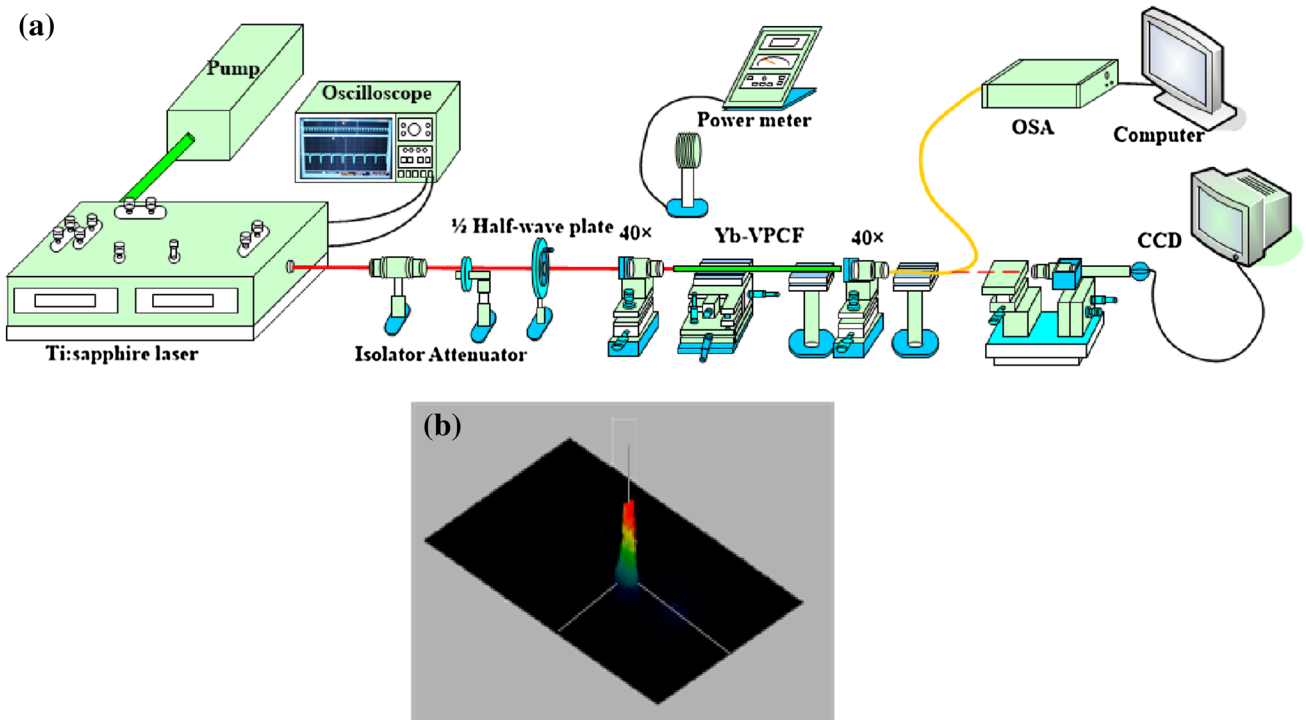 (a)
Pump
Oscilloscope
Power meter
OSA
Computer
½ Half-wave plate
40×
Yb-VPCF
40×
CCD
Ti:sapphire laser
Isolator Attenuator
(b)